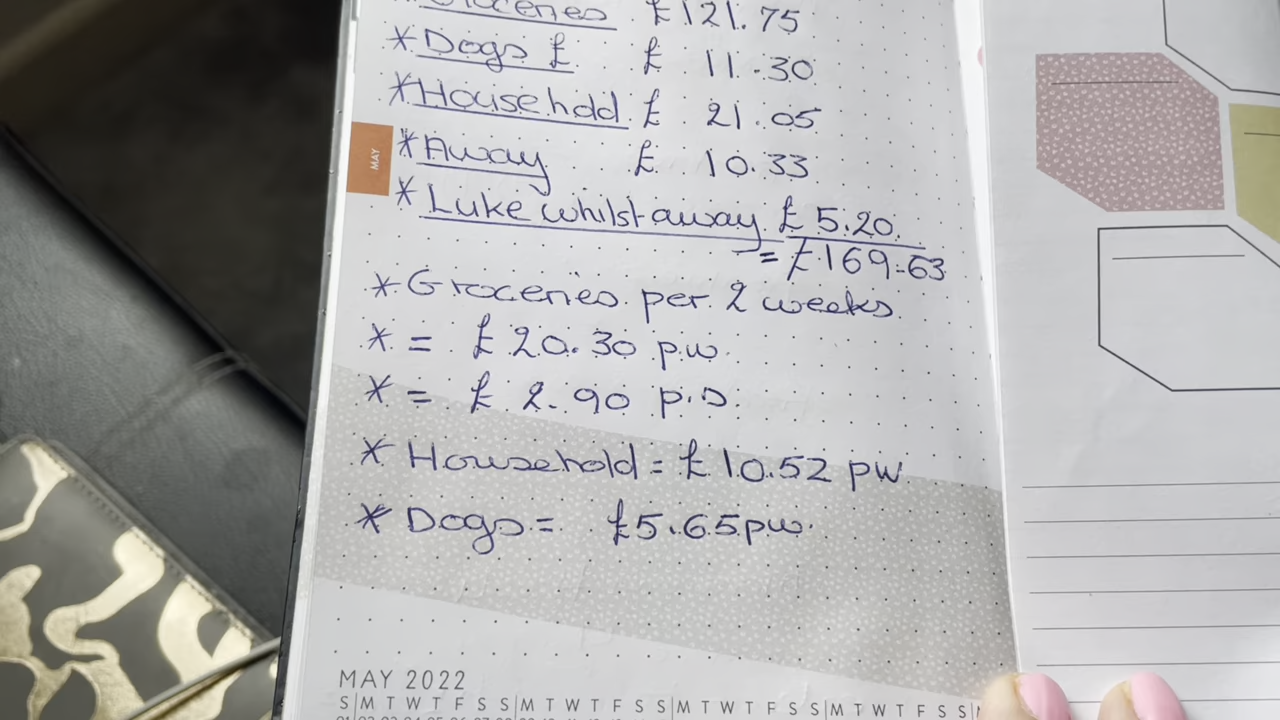 Groceries £121.75
* Dogs £ £ 11.30
* Household £ 21.05
* Away £ 10.33
MAY
* Luke whilst away £5.20
= £169.63
* Groceries per 2 weeks
* = £20.30 p.w.
* = £ 2.90 p.D.
* Household = £10.52 pw
* Dogs = £5.65pw
MAY 2022
S M T W T F S S M T W T F S S M T W T F S S M T W T F S S M